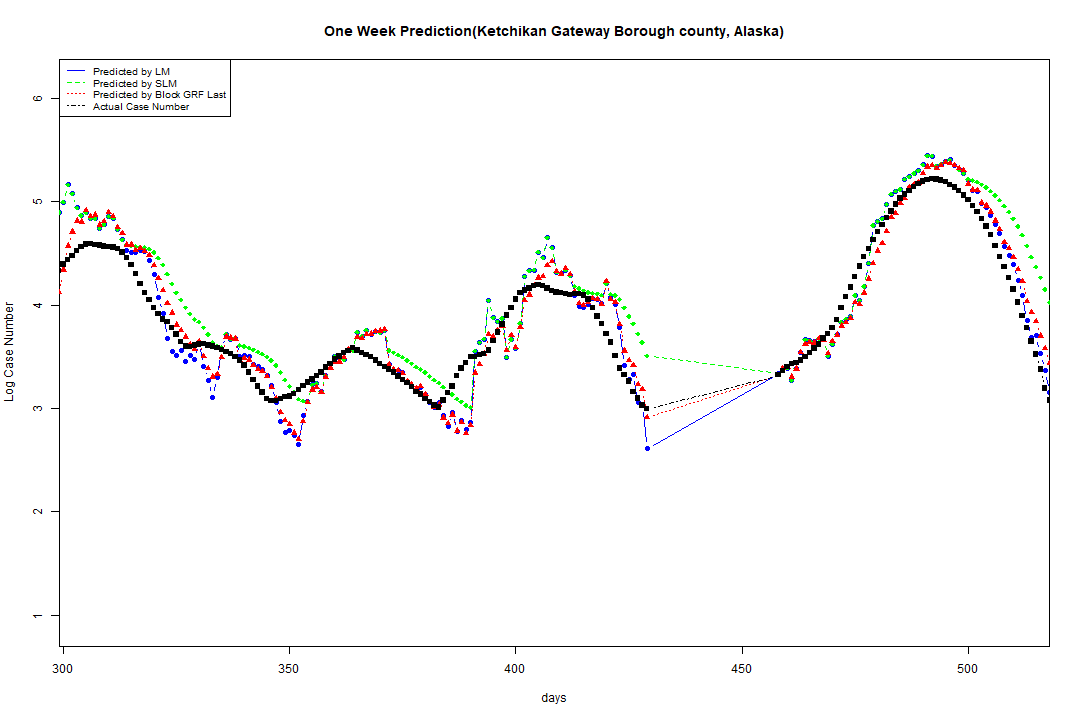 One Week Prediction(Ketchikan Gateway Borough county, Alaska)
Predicted by LM
Predicted by SLM
Predicted by Block GRF Last
Actual Case Number
6
5
4
3
2
1
Log Case Number
300 350 400 450 500
days